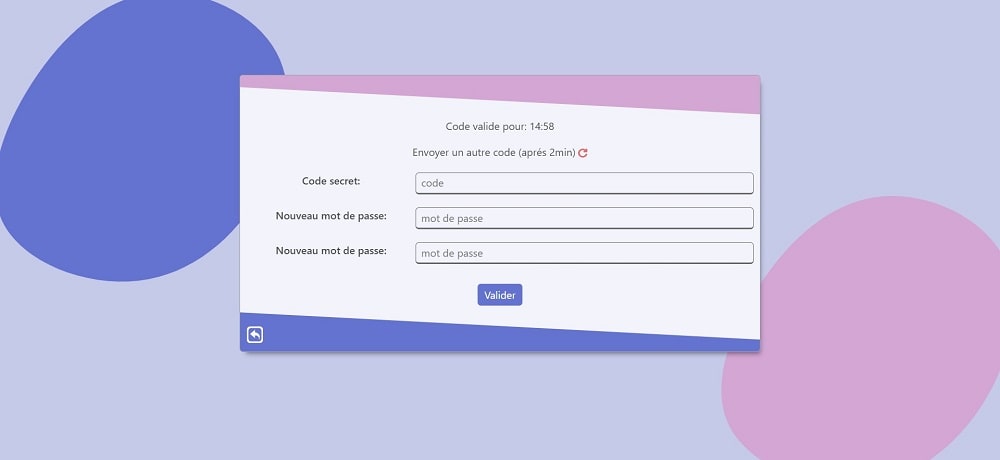 Code valide pour: 14:58
Envoyer un autre code (aprés 2min)
Code secret: code
Nouveau mot de passe: mot de passe
Nouveau mot de passe: mot de passe
Valider